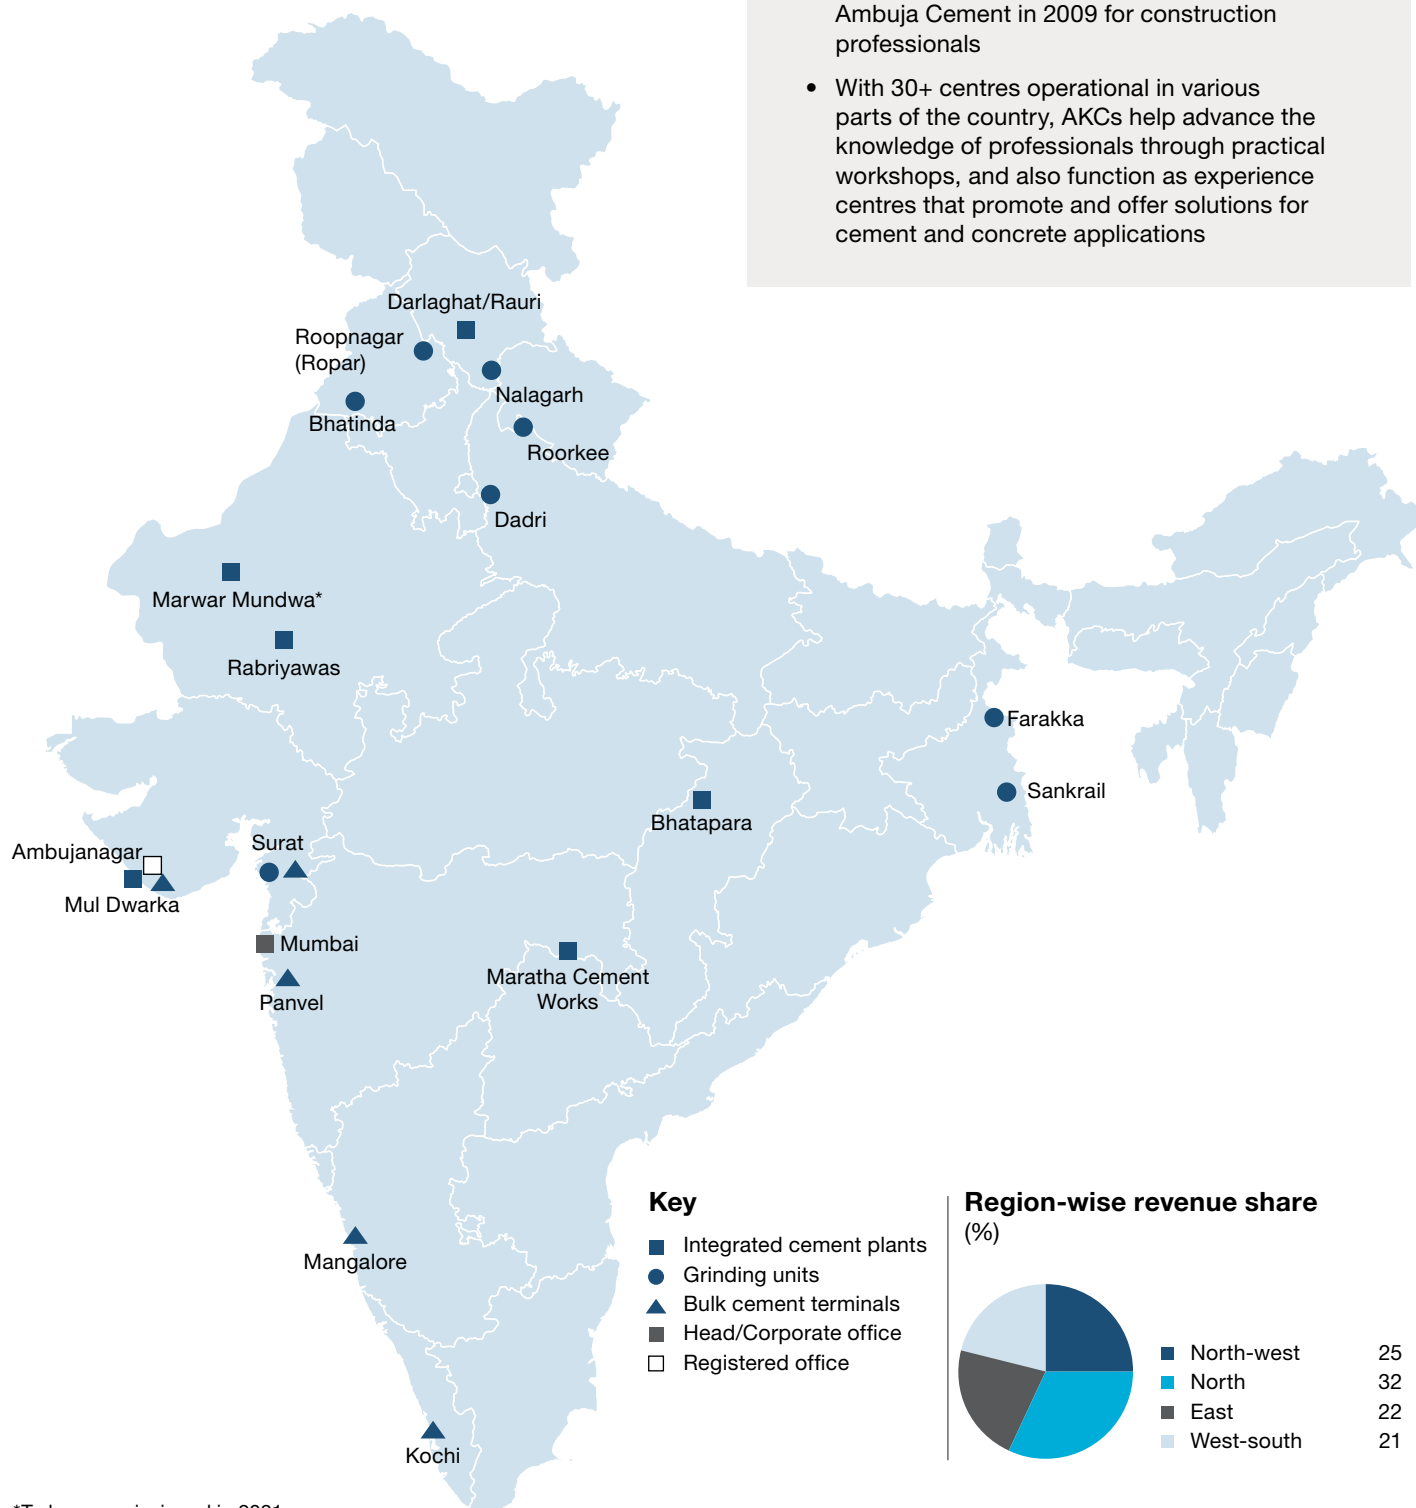 Ambuja Cement in 2009 for construction
professionals
• With 30+ centres operational in various
parts of the country, AKCs help advance the
knowledge of professionals through practical
workshops, and also function as experience
centres that promote and offer solutions for
cement and concrete applications
Darlaghat/Rauri
Roopnagar
(Ropar)
Nalagarh
Bhatinda
Roorkee
Dadri
Marwar Mundwa*
Rabriyawas
Farakka
Sankrail
Bhatapara
Surat
Ambujanagar
Mul Dwarka
Mumbai
Maratha Cement
Works
Panvel
Mangalore
Kochi
Key
Integrated cement plants
Grinding units
Bulk cement terminals
Head/Corporate office
Registered office
Region-wise revenue share
(%)
North-west 25
North 32
East 22
West-south 21